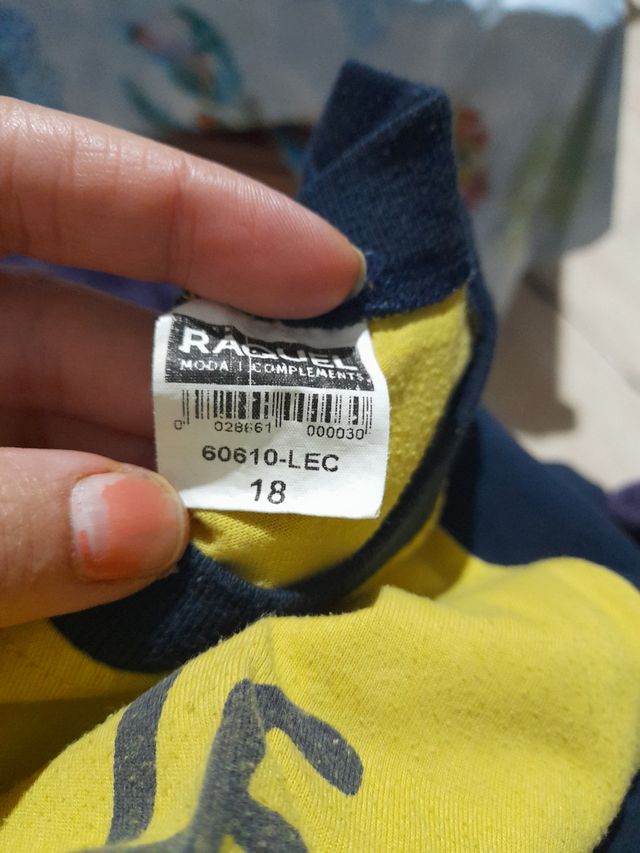 RAQUEL
MODA I COMPLEMENTS
0 028661 000030
60610-LEC
18